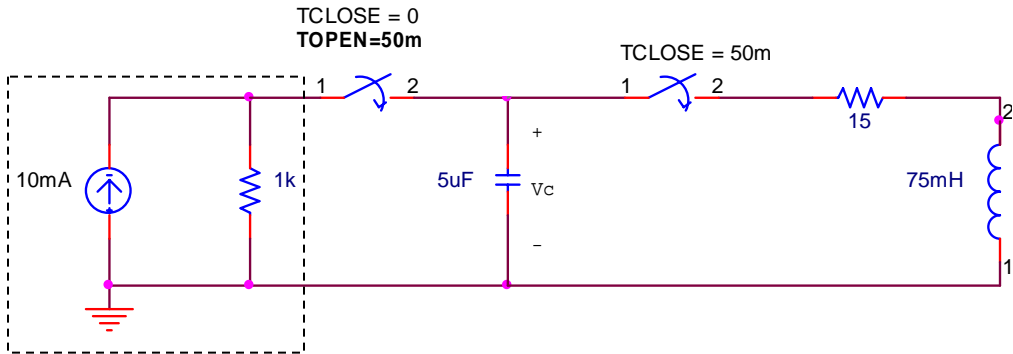 TCLOSE = 0
TOPEN=50m
TCLOSE = 50m
1 2
1 2
15
2
+
10mA
1k
5uF
Vc
75mH
-
1